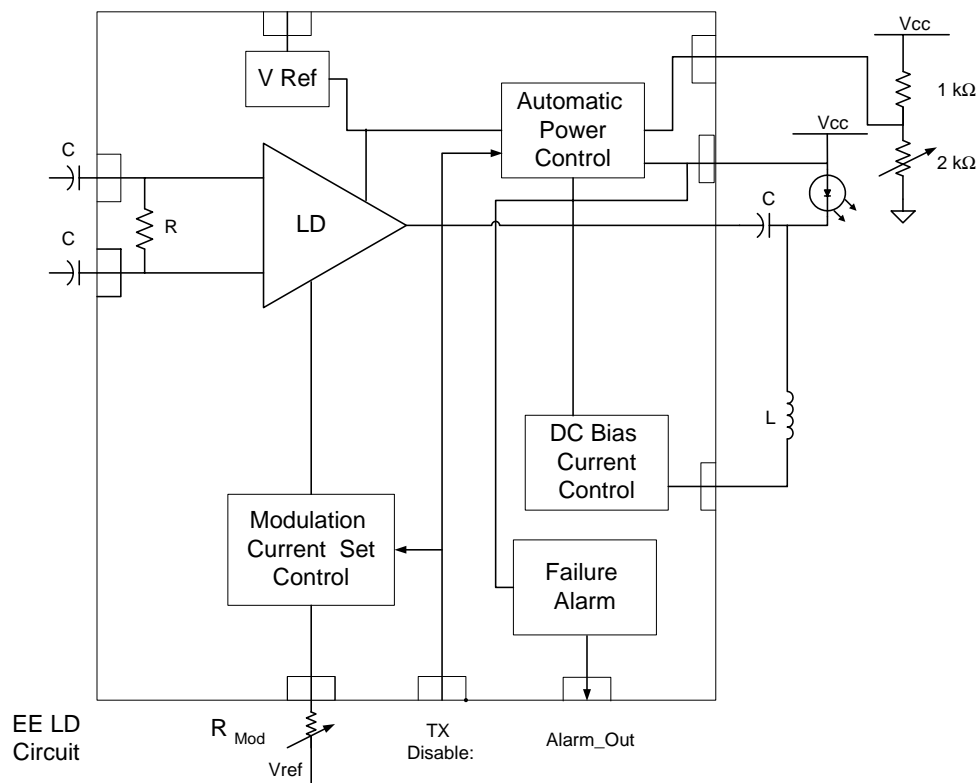 Vcc
V Ref
Automatic
Power
Control
1 kΩ
Vcc
2 kΩ
C
C
R
LD
C
L
DC Bias
Current
Control
Modulation
Current Set
Control
Failure
Alarm
EE LD
Circuit
R Mod
Vref
TX
Disable:
Alarm_Out